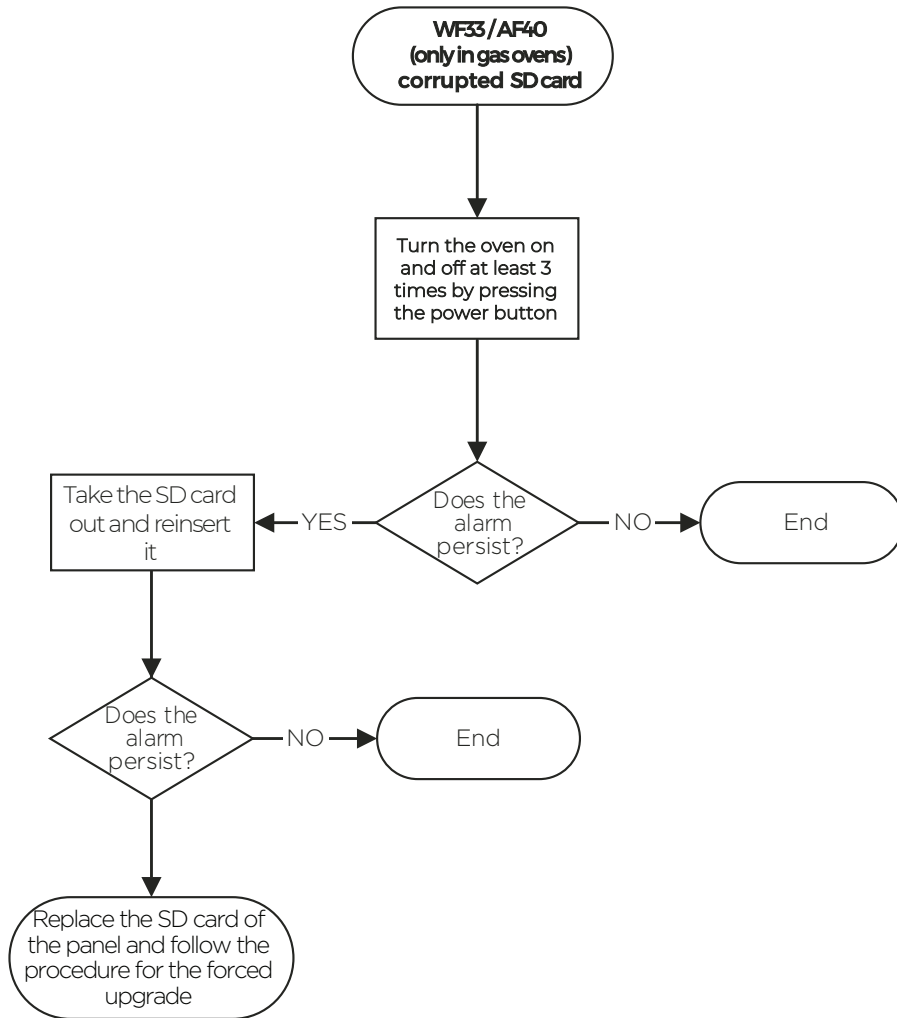 WF33 / AF40
(only in gas ovens)
corrupted SD card
Turn the oven on
and off at least 3
times by pressing
the power button
Does the
alarm
persist?
YES
NO
Take the SD card
out and reinsert
it
End
Does the
alarm
persist?
NO
End
Replace the SD card of
the panel and follow the
procedure for the forced
upgrade